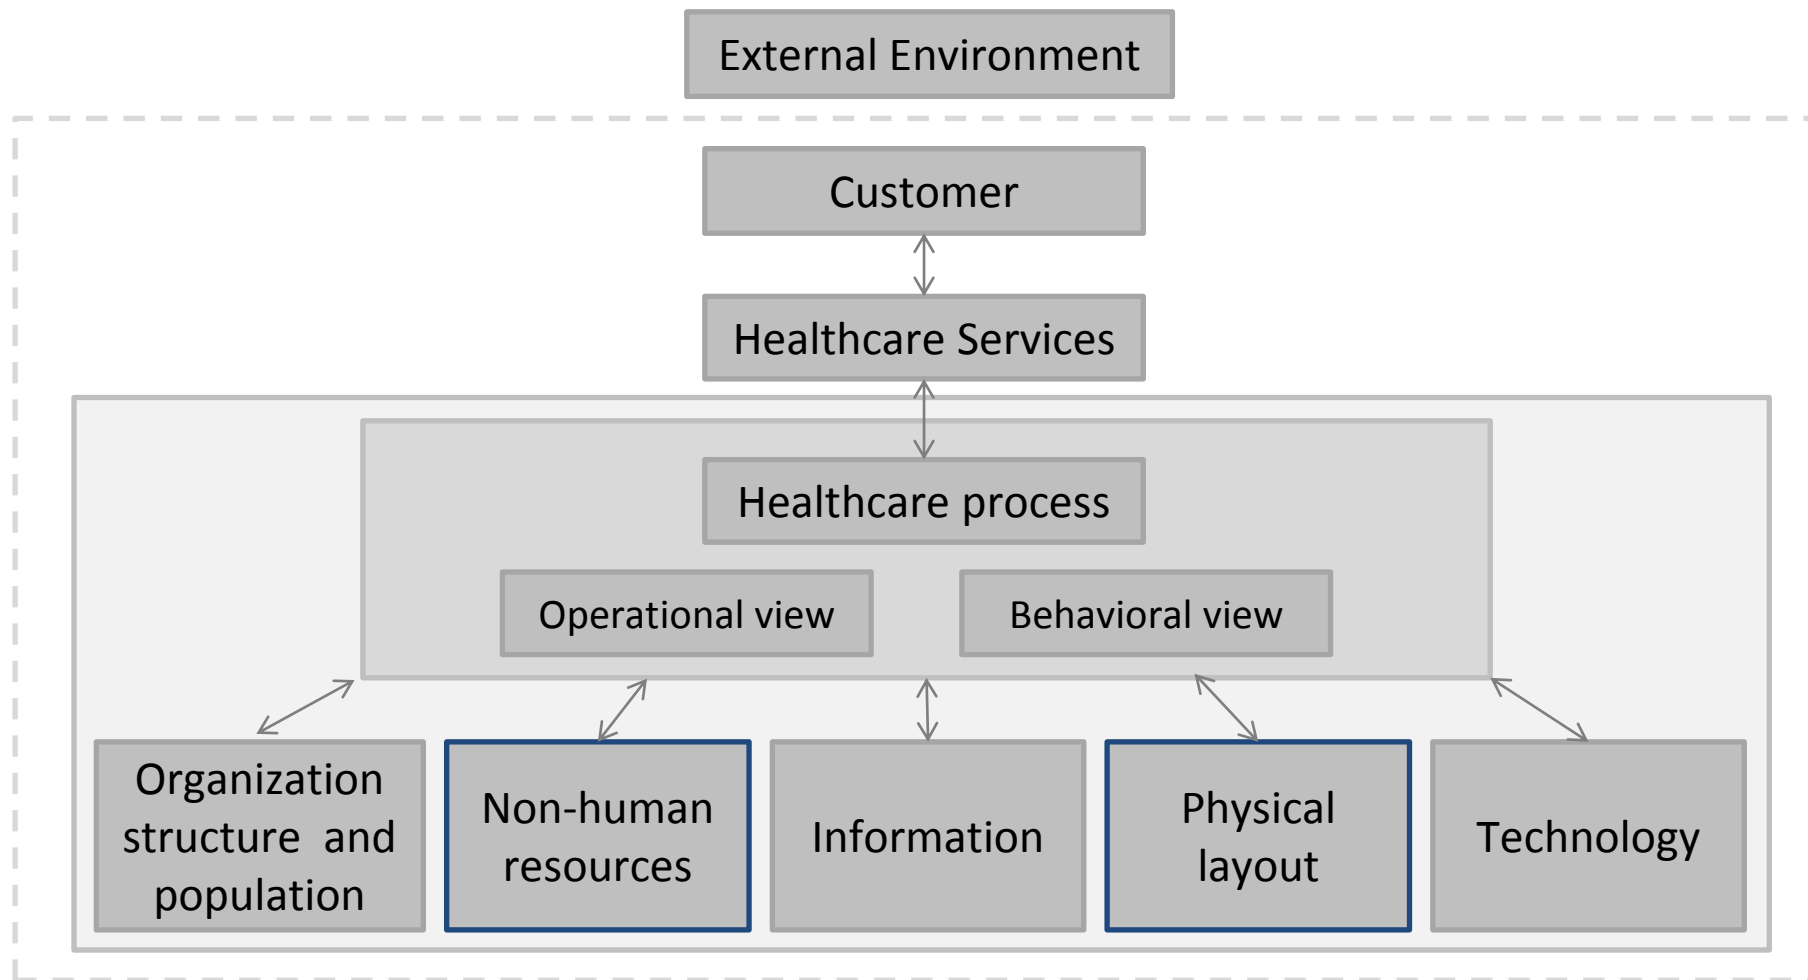 External Environment
Customer
Healthcare Services
Healthcare process
Operational view
Behavioral view
Organization
structure  and
population
Non-human
resources
Information
Physical
layout
Technology